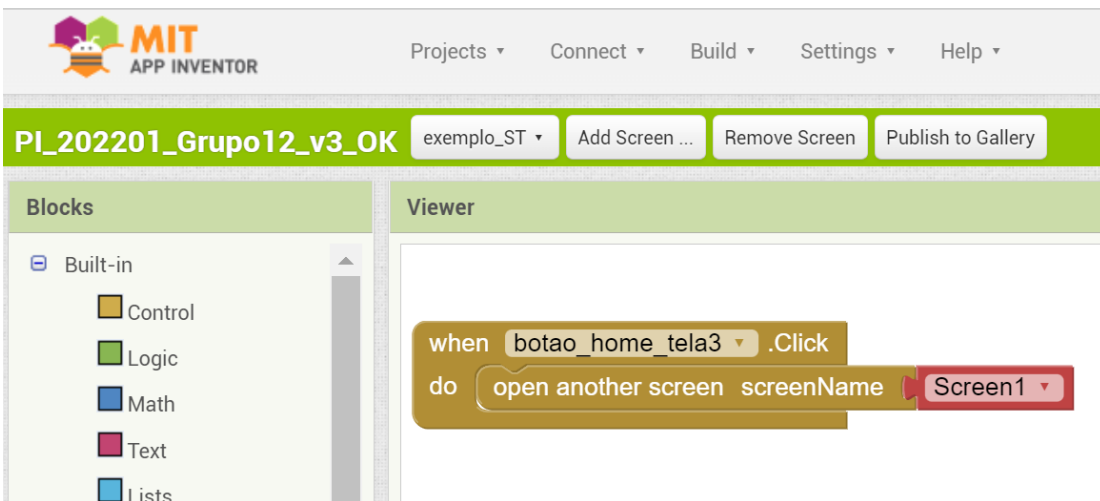 MIT
APP INVENTOR
Projects Connect Build Settings Help
PI_202201_Grupo12_v3_OK exemplo_ST Add Screen ... Remove Screen Publish to Gallery
Blocks
Viewer
Built-in
Control
Logic
Math
Text
Lists
when botao_home_tela3 .Click
do open another screen screenName Screen1